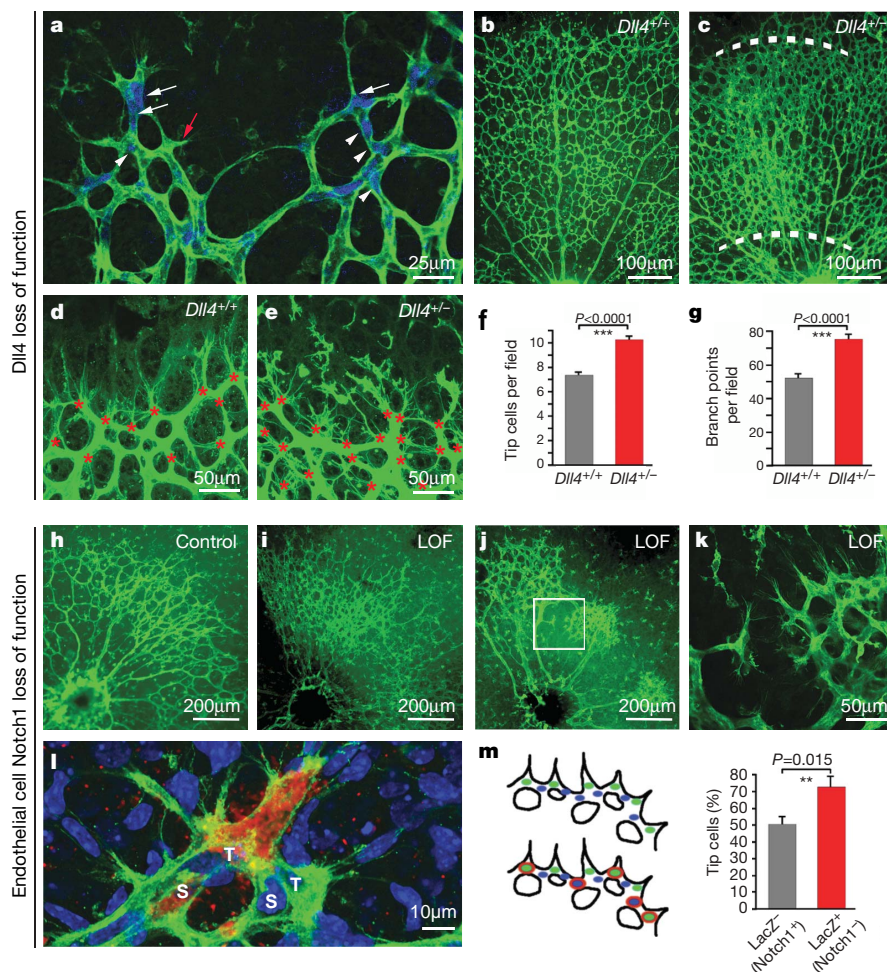 Dll4 loss of function
a
25μm
b
Dll4+/+
100μm
c
Dll4+/−
100μm
d
Dll4+/+
* * * * * * * * * *
50μm
e
Dll4+/−
50μm
f
P<0.0001
***
Tip cells per field
10
8
6
4
2
0
Dll4+/+ Dll4+/−
g
P<0.0001
***
Branch points
per field
80
60
40
20
0
Dll4+/+ Dll4+/−
Endothelial cell Notch1 loss of function
h
Control
200μm
i
LOF
200μm
j
LOF
200μm
k
LOF
50μm
l
T
T
S
S
10μm
m
P=0.015
**
Tip cells (%)
80
70
60
50
40
30
20
10
0
LacZ−
(Notch1+)
LacZ+
(Notch1−)